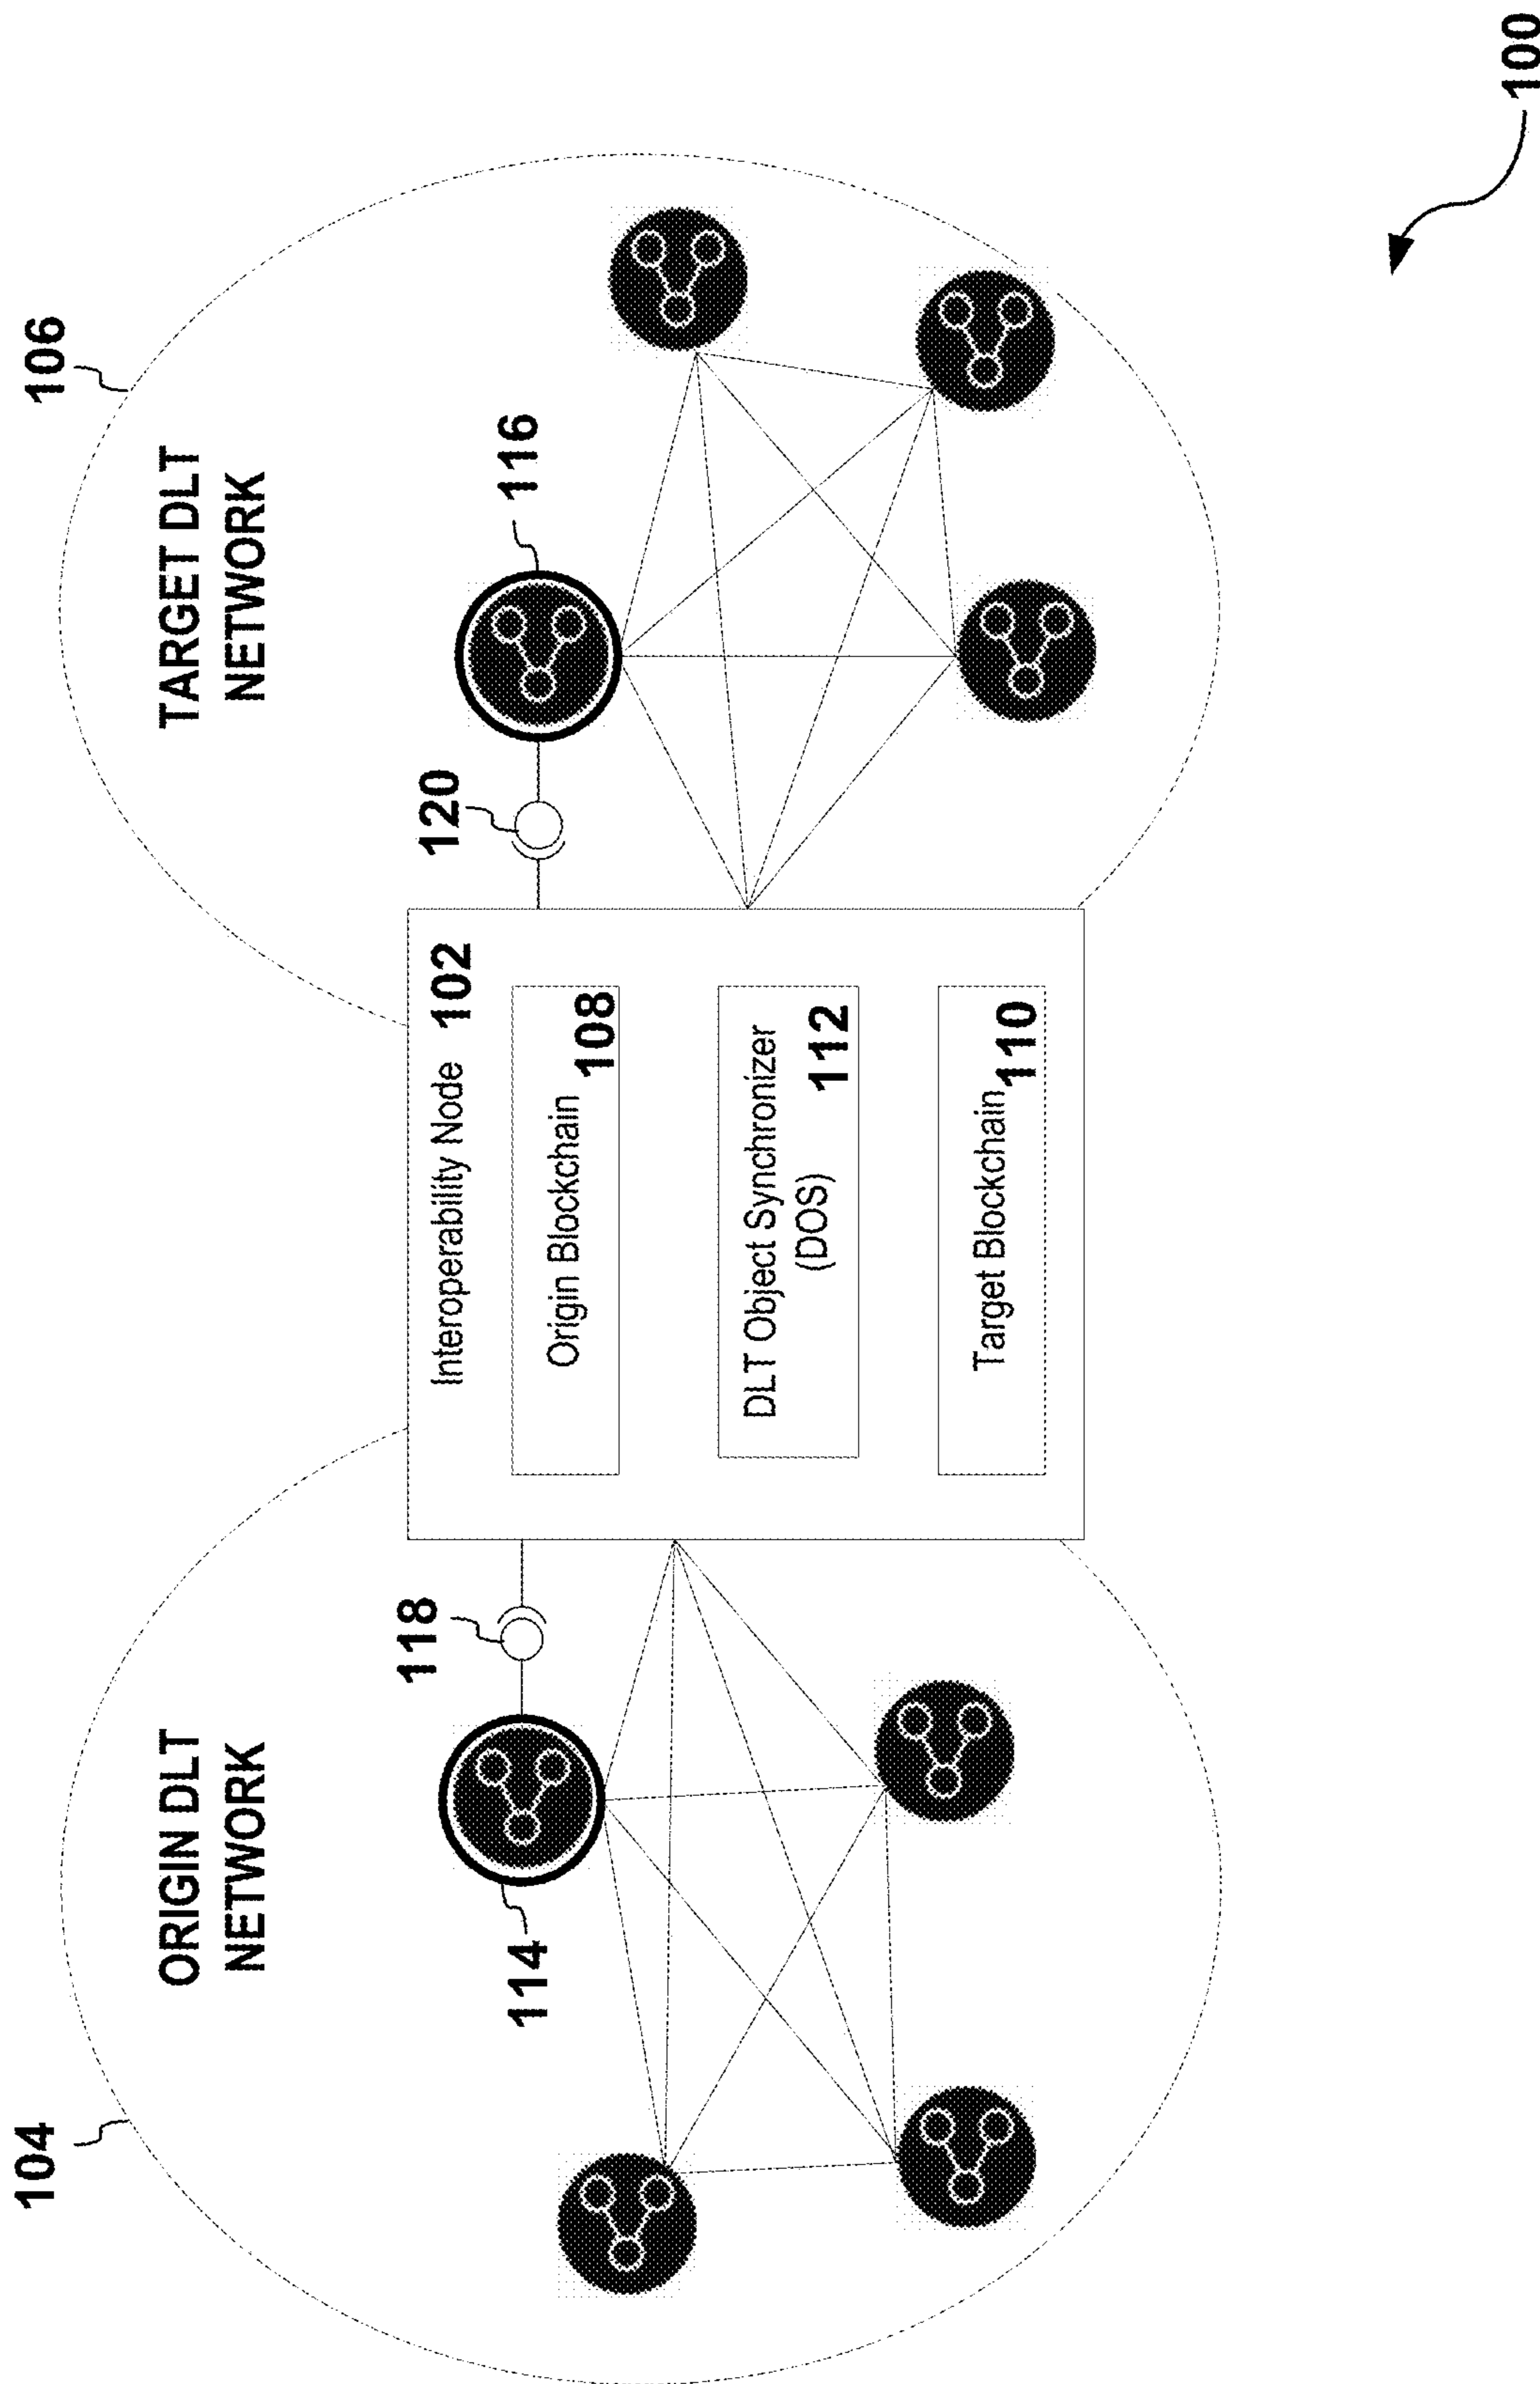 104
ORIGIN DLT
NETWORK
114
118
106
TARGET DLT
NETWORK
116
120
Interoperability Node 102
Origin Blockchain
108
DLT Object Synchronizer
(DOS)
112
Target Blockchain
110
100